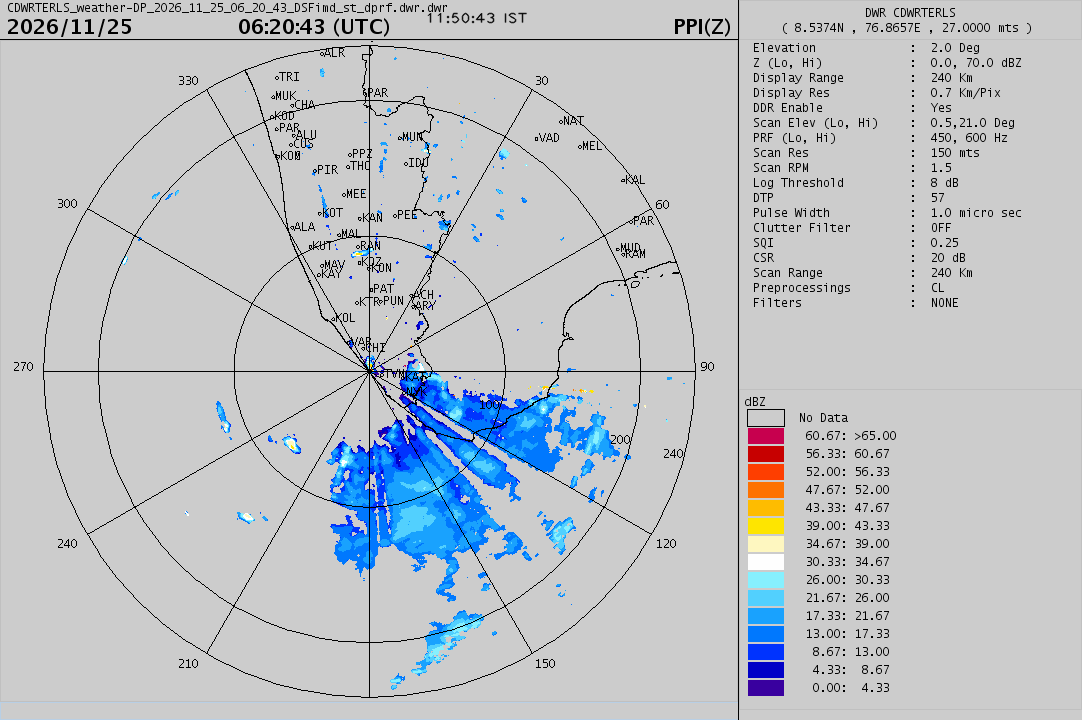 CDWRTERLS_weather-DP_2026_11_25_06_20_43_DSFimd_st_dprf.dwr.dwr
11:50:43 IST
2026/11/25 06:20:43 (UTC) PPI(Z)
DWR CDWRTERLS
( 8.5374N , 76.8657E , 27.0000 mts )
Elevation : 2.0 Deg
Z (Lo, Hi) : 0.0, 70.0 dBZ
Display Range : 240 Km
Display Res : 0.7 Km/Pix
DDR Enable : Yes
Scan Elev (Lo, Hi) : 0.5,21.0 Deg
PRF (Lo, Hi) : 450, 600 Hz
Scan Res : 150 mts
Scan RPM : 1.5
Log Threshold : 8 dB
DTP : 57
Pulse Width : 1.0 micro sec
Clutter Filter : OFF
SQI : 0.25
CSR : 20 dB
Scan Range : 240 Km
Preprocessings : CL
Filters : NONE
ALR
TRI
330
30
MUK
PAR
CHA
KOD
NAT
PAR
ALU
MUN
VAD
CUS
MEL
KOM
PPZ
THO
IDU
PIR
KAL
MEE
300
60
KOT
KAN
PEE
PAR
ALA
MAL
KUT
RAN
MUD
RAM
MAV
KOZ
KON
KAY
PAT
ACH
KTR
PUN
ARY
KOL
VAR
CHI
270
90
TVM
100
200
240
240
120
210
150
dBZ
No Data
60.67: >65.00
56.33: 60.67
52.00: 56.33
47.67: 52.00
43.33: 47.67
39.00: 43.33
34.67: 39.00
30.33: 34.67
26.00: 30.33
21.67: 26.00
17.33: 21.67
13.00: 17.33
8.67: 13.00
4.33: 8.67
0.00: 4.33